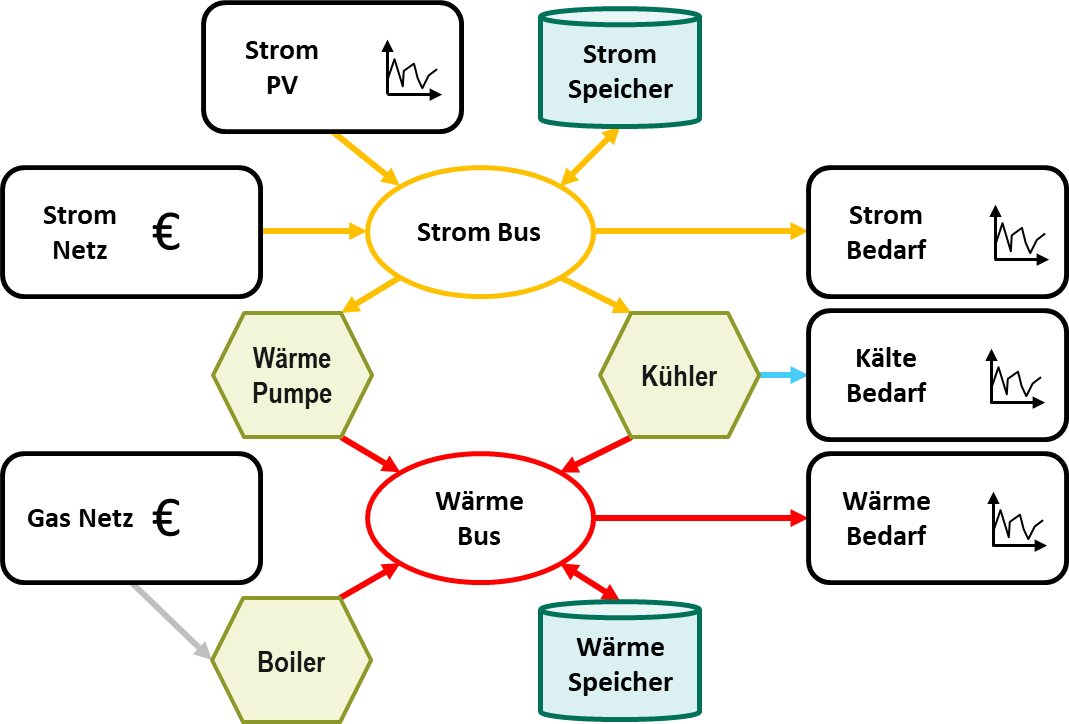 Strom
PV
Strom
Speicher
Strom
Netz
€
Strom Bus
Strom
Bedarf
Wärme
Pumpe
Kühler
Kälte
Bedarf
Gas Netz €
Wärme
Bus
Wärme
Bedarf
Boiler
Wärme
Speicher